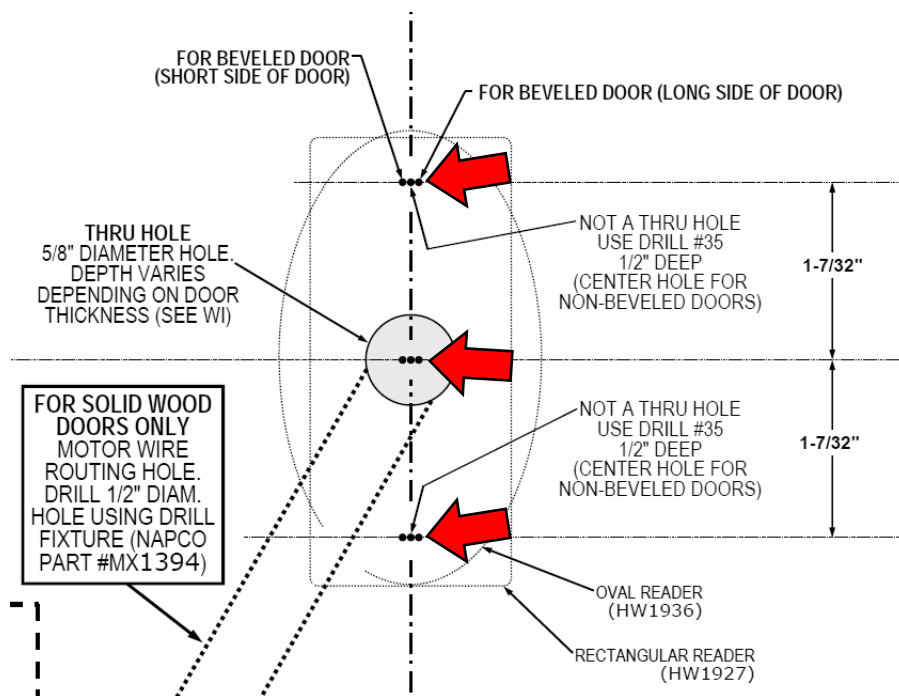 FOR BEVELED DOOR
(SHORT SIDE OF DOOR)
FOR BEVELED DOOR (LONG SIDE OF DOOR)
THRU HOLE
5/8" DIAMETER HOLE.
DEPTH VARIES
DEPENDING ON DOOR
THICKNESS (SEE WI)
NOT A THRU HOLE
USE DRILL #35
1/2" DEEP
(CENTER HOLE FOR
NON-BEVELED DOORS)
1-7/32"
FOR SOLID WOOD
DOORS ONLY
MOTOR WIRE
ROUTING HOLE.
DRILL 1/2" DIAM.
HOLE USING DRILL
FIXTURE (NAPCO
PART #MX1394)
NOT A THRU HOLE
USE DRILL #35
1/2" DEEP
(CENTER HOLE FOR
NON-BEVELED DOORS)
1-7/32"
OVAL READER
(HW1936)
RECTANGULAR READER
(HW1927)